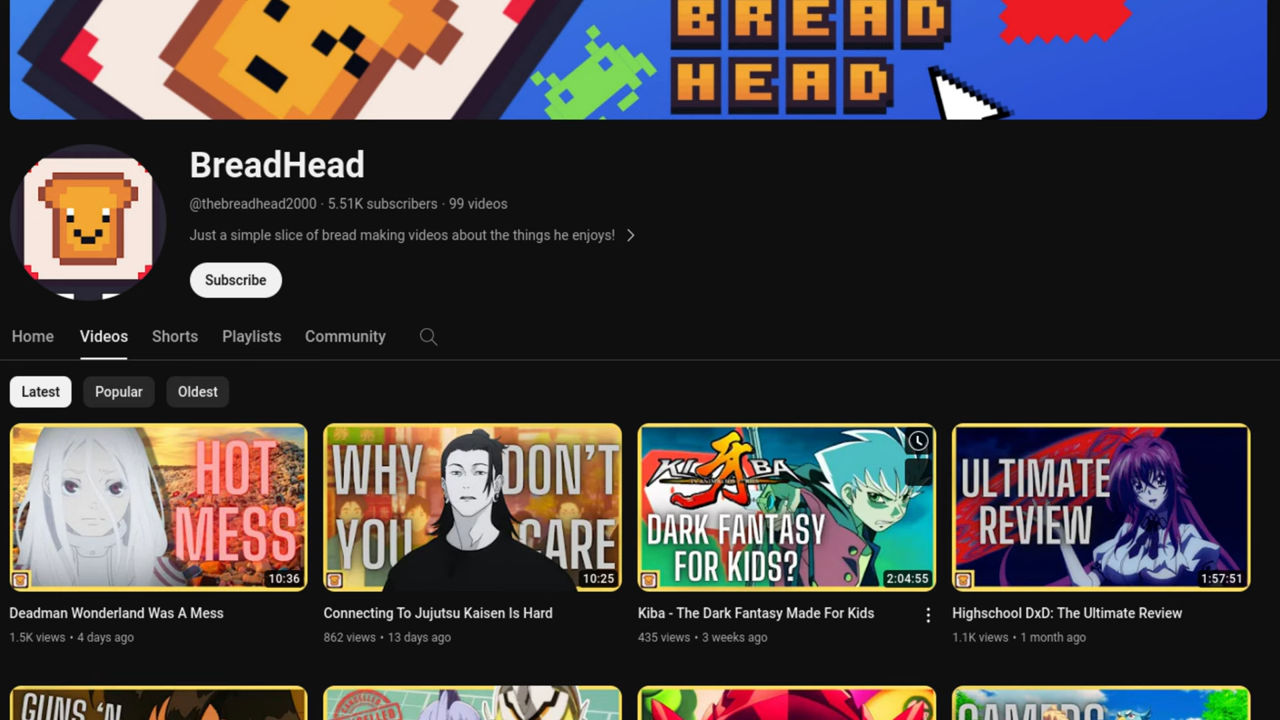 BREAD
HEAD
BreadHead
@thebreadhead2000 · 5.51K subscribers · 99 videos
Just a simple slice of bread making videos about the things he enjoys!
Subscribe
Home Videos Shorts Playlists Community
Latest Popular Oldest
HOT
MESS
10:36
WHY DON'T
YOU CARE
10:25
KIBA
DARK FANTASY
FOR KIDS?
2:04:55
ULTIMATE
REVIEW
1:57:51
Deadman Wonderland Was A Mess
1.5K views • 4 days ago
Connecting To Jujutsu Kaisen Is Hard
862 views • 13 days ago
Kiba - The Dark Fantasy Made For Kids
435 views • 3 weeks ago
Highschool DxD: The Ultimate Review
1.1K views • 1 month ago
GUNS 'N